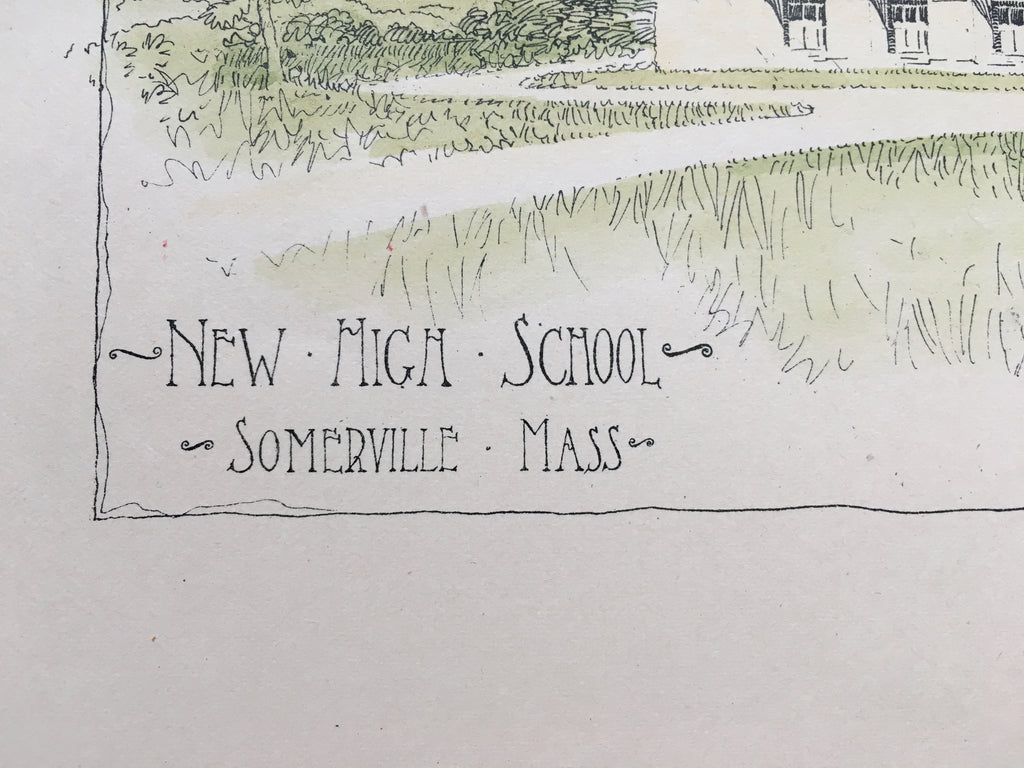 ~NEW · HIGH · SCHOOL~
~SOMERVILLE · MASS~